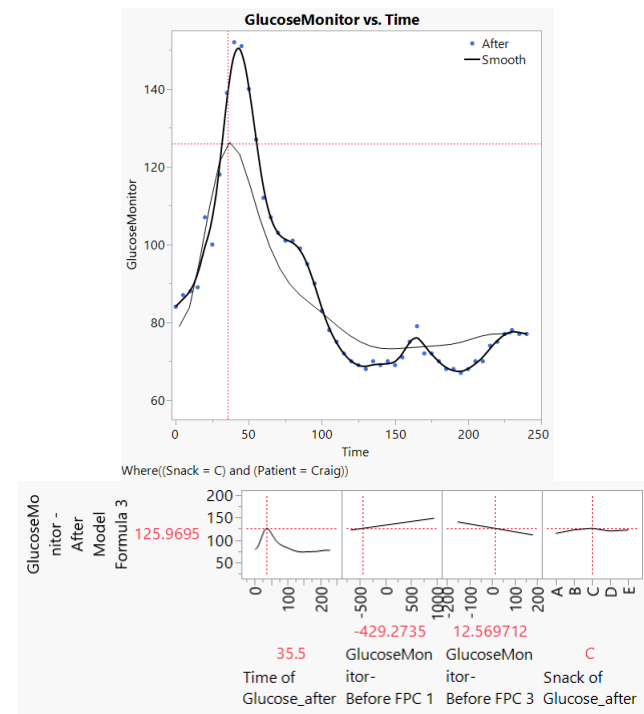 GlucoseMonitor vs. Time
After
Smooth
140
120
100
80
60
GlucoseMonitor
0 50 100 150 200 250
Time
Where((Snack = C) and (Patient = Craig))
GlucoseMo
nitor -
After
Model
Formula 3
125.9695
200
150
100
50
0 100 200
-500 0 500 1000
-200 -100 0 100 200
A B C D E
35.5
Time of
Glucose_after
-429.2735
GlucoseMon
itor-
Before FPC 1
12.569712
GlucoseMon
itor-
Before FPC 3
C
Snack of
Glucose_after